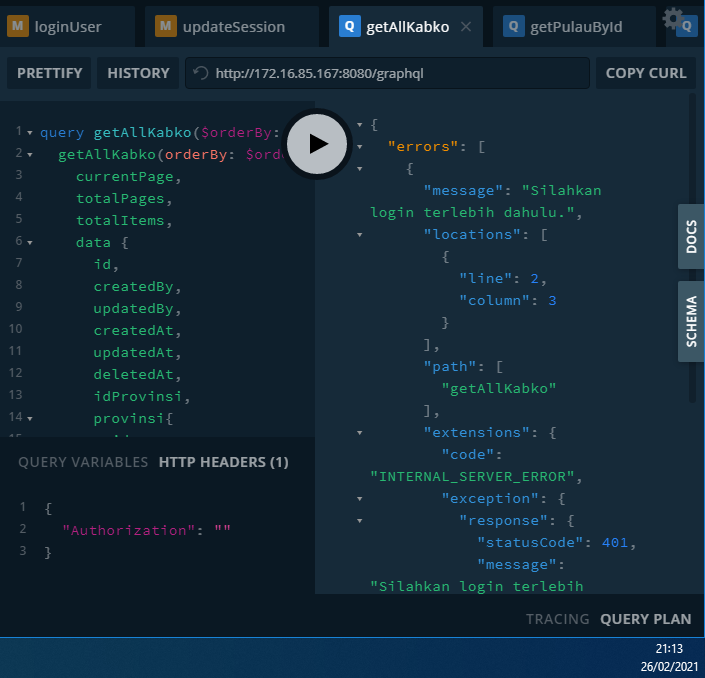 M loginUser
M updateSession
Q getAllKabko ×
Q getPulauById
Q
PRETTIFY
HISTORY
http://172.16.85.167:8080/graphql
COPY CURL
1 query getAllKabko($orderBy:
2 getAllKabko(orderBy:
3 currentPage,
4 totalPages,
5 totalItems,
6 data {
7 id,
8 createdBy,
9 updatedBy,
10 createdAt,
11 updatedAt,
12 deletedAt,
13 idProvinsi,
14 provinsi{
QUERY VARIABLES
HTTP HEADERS (1)
1 {
2 "Authorization": ""
3 }
{
"errors": [
{
"message": "Silahkan
login terlebih dahulu.",
"locations": [
{
"line": 2,
"column": 3
}
],
"path": [
"getAllKabko"
],
"extensions": {
"code":
"INTERNAL_SERVER_ERROR",
"exception": {
"response": {
"statusCode": 401,
"message":
"Silahkan login terlebih
DOCS
SCHEMA
TRACING
QUERY PLAN
21:13
26/02/2021